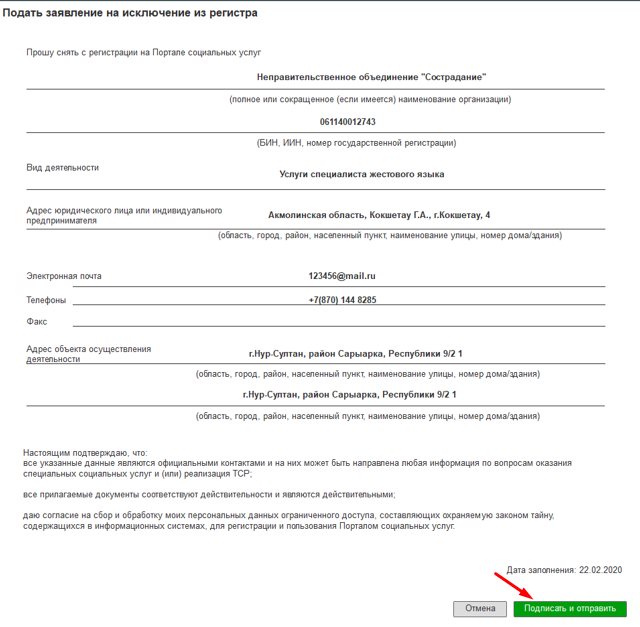 Подать заявление на исключение из регистра
Прошу снять с регистрации на Портале социальных услуг
Неправительственное объединение "Сострадание"
(полное или сокращенное (если имеется) наименование организации)
061140012743
(БИН, ИИН, номер государственной регистрации)
Вид деятельности
Услуги специалиста жестового языка
Адрес юридического лица или индивидуального
предпринимателя
Акмолинская область, Кокшетау Г.А., г.Кокшетау, 4
(область, город, район, населенный пункт, наименование улицы, номер дома/здания)
Электронная почта
123456@mail.ru
Телефоны
+7(870) 144 8285
Факс
Адрес объекта осуществления
деятельности
г.Нур-Султан, район Сарыарка, Республики 9/2 1
(область, город, район, населенный пункт, наименование улицы, номер дома/здания)
г.Нур-Султан, район Сарыарка, Республики 9/2 1
(область, город, район, населенный пункт, наименование улицы, номер дома/здания)
Настоящим подтверждаю, что:
все указанные данные являются официальными контактами и на них может быть направлена любая информация по вопросам оказания
специальных социальных услуг и (или) реализация ТСР;
все прилагаемые документы соответствуют действительности и являются действительными;
даю согласие на сбор и обработку моих персональных данных ограниченного доступа, составляющих охраняемую законом тайну,
содержащихся в информационных системах, для регистрации и пользования Порталом социальных услуг.
Дата заполнения: 22.02.2020
Отмена
Подписать и отправить